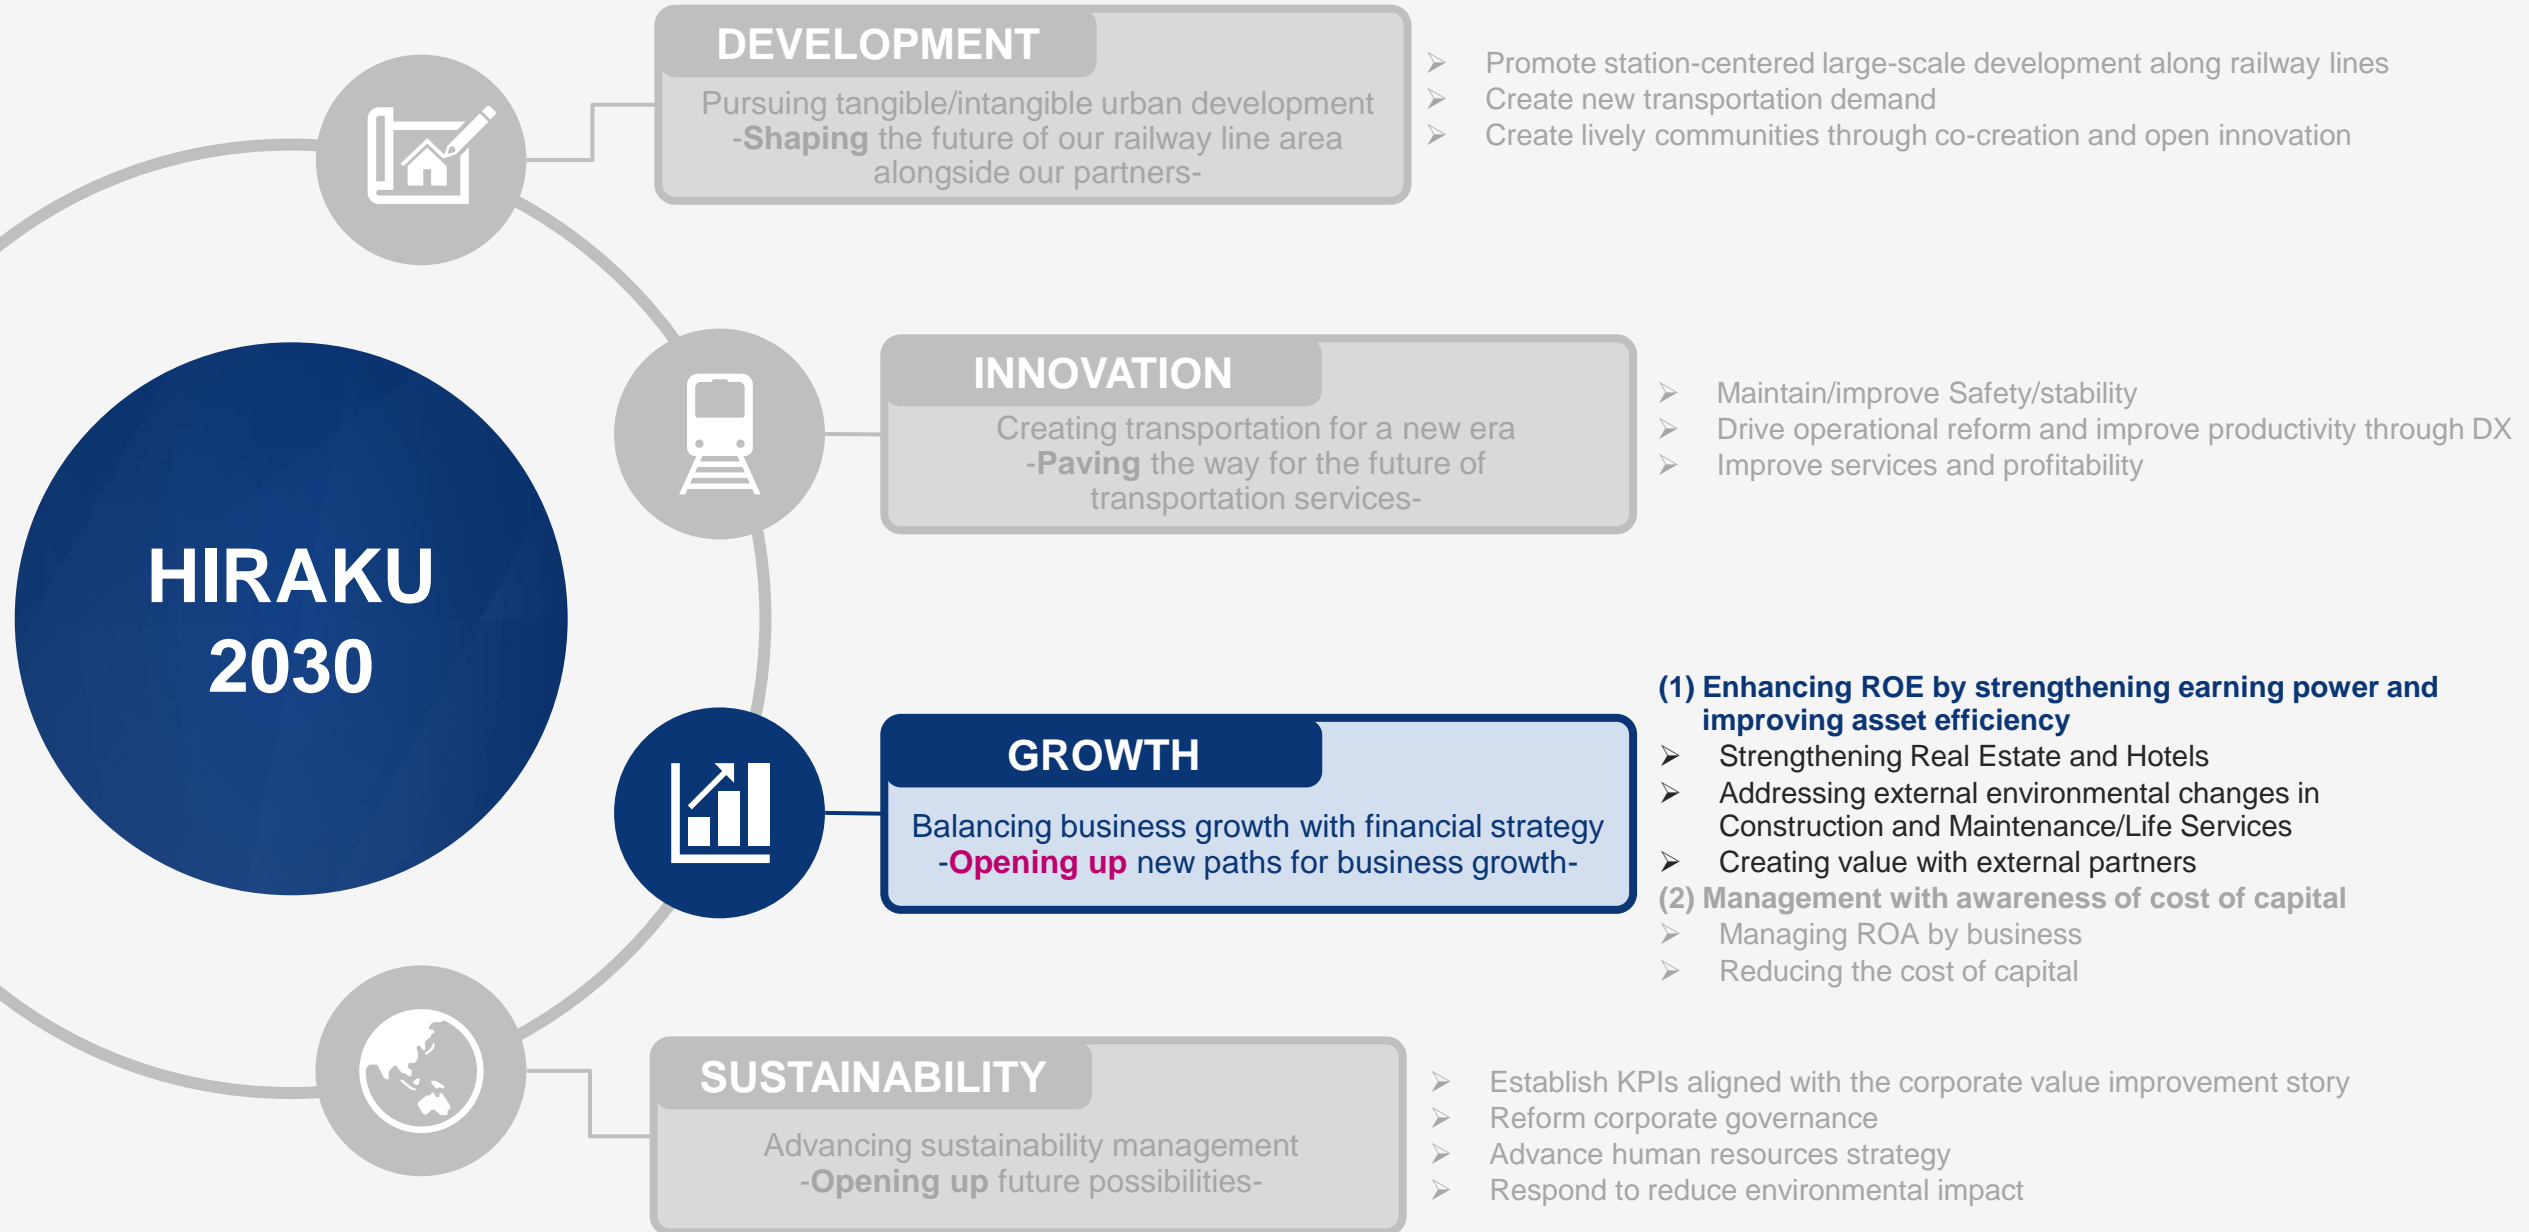 HIRAKU
2030
DEVELOPMENT
Pursuing tangible/intangible urban development
-Shaping the future of our railway line area
alongside our partners-
➢ Promote station-centered large-scale development along railway lines
➢ Create new transportation demand
➢ Create lively communities through co-creation and open innovation
INNOVATION
Creating transportation for a new era
-Paving the way for the future of
transportation services-
➢ Maintain/improve Safety/stability
➢ Drive operational reform and improve productivity through DX
➢ Improve services and profitability
GROWTH
Balancing business growth with financial strategy
-Opening up new paths for business growth-
(1) Enhancing ROE by strengthening earning power and
improving asset efficiency
➢ Strengthening Real Estate and Hotels
➢ Addressing external environmental changes in
Construction and Maintenance/Life Services
➢ Creating value with external partners
(2) Management with awareness of cost of capital
➢ Managing ROA by business
➢ Reducing the cost of capital
SUSTAINABILITY
Advancing sustainability management
-Opening up future possibilities-
➢ Establish KPIs aligned with the corporate value improvement story
➢ Reform corporate governance
➢ Advance human resources strategy
➢ Respond to reduce environmental impact